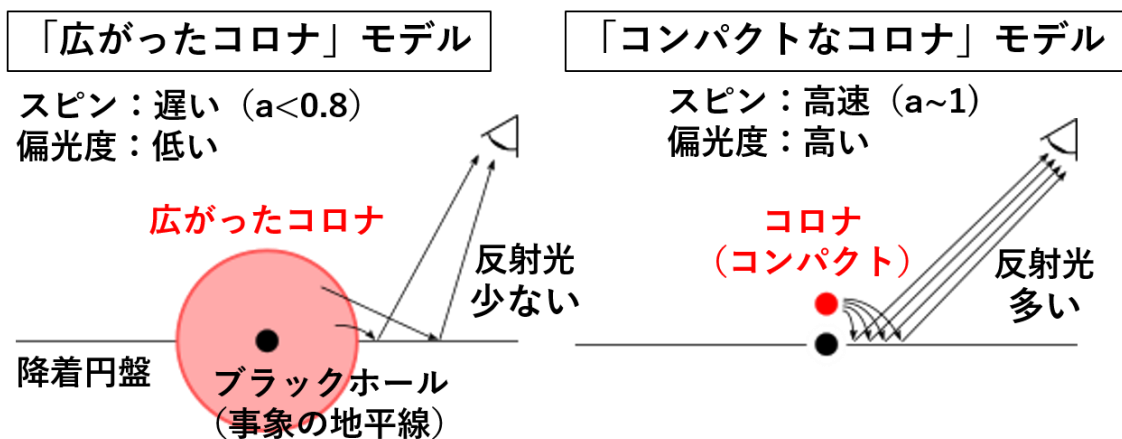 「広がったコロナ」モデル
スピン：遅い（a<0.8）
偏光度：低い
広がったコロナ
反射光
少ない
降着円盤
ブラックホール
（事象の地平線）
「コンパクトなコロナ」モデル
スピン：高速（a~1）
偏光度：高い
コロナ
（コンパクト）
反射光
多い